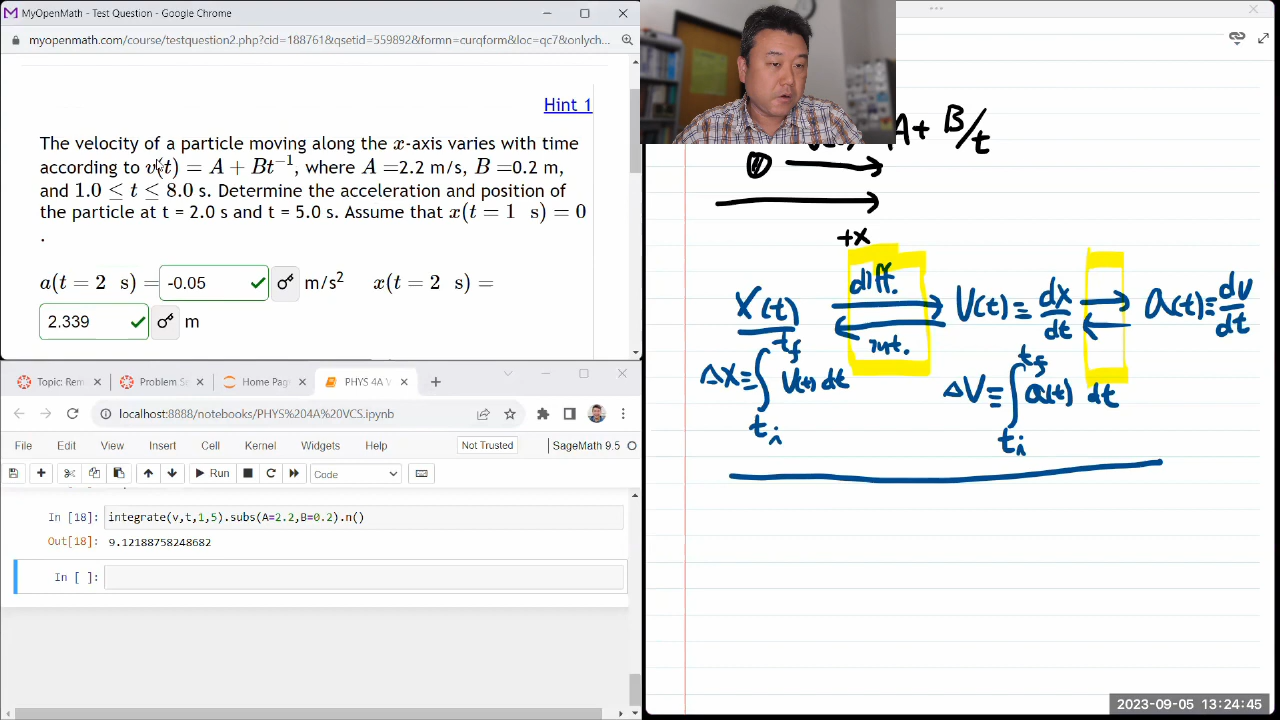 MyOpenMath - Test Question - Google Chrome
myopenmath.com/course/testquestion2.php?cid=188761&qsetid=559892&formn=curqform&loc=qc7&onlych...
Hint 1
The velocity of a particle moving along the x-axis varies with time
according to v(t) = A + Bt⁻¹, where A =2.2 m/s, B =0.2 m,
and 1.0 ≤ t ≤ 8.0 s. Determine the acceleration and position of
the particle at t = 2.0 s and t = 5.0 s. Assume that x(t = 1 s) = 0
.
a(t = 2 s) = -0.05 m/s² x(t = 2 s) =
2.339 m
Topic Rem
Problem S
Home Page
PHYS 4A V
localhost:8888/notebooks/PHYS%204A%20VCS.ipynb
File View Insert Cell Kernel Widgets Help Not Trusted SageMath 9.5
Run Code
In [18]: integrate(v,t,1,5).subs(A=2.2,B=0.2).n()
Out[18]: 9.12188758248682
In [ ]:
A + B/t
+x
diff.
x(t) v(t) ≡ dx/dt a(t) ≡ dv/dt
int.
Δx ≡ ∫ v(t) dt
tf
ti
Δv ≡ ∫ a(t) dt
tf
ti
2023-09-05 13:24:45